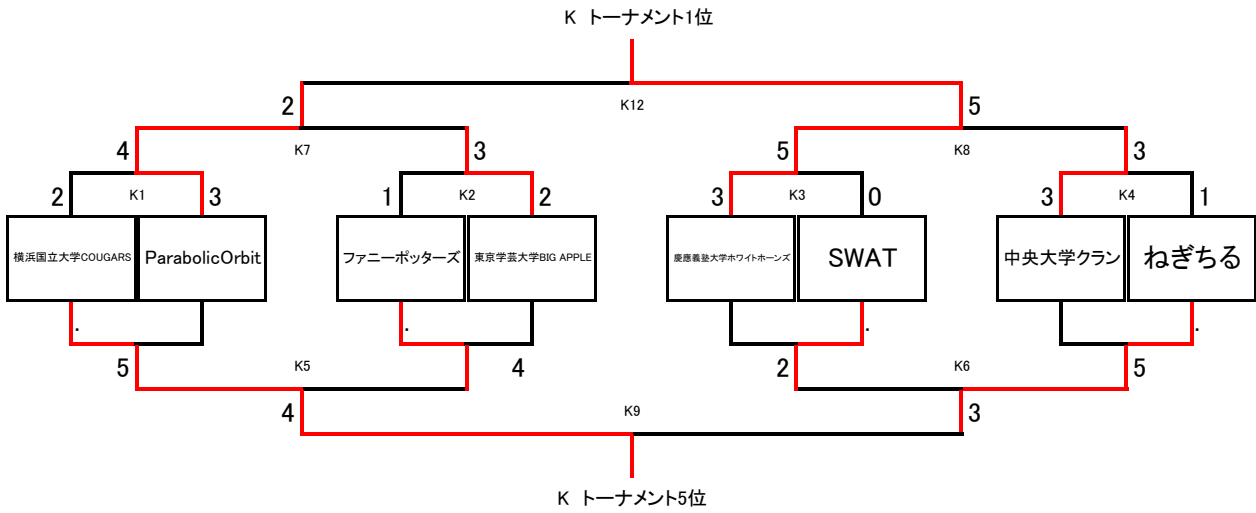 K トーナメント1位
2
K12
5
4
K7
3
5
K8
3
2
K1
3
1
K2
2
3
K3
0
3
K4
1
横浜国立大学COUGARS
ParabolicOrbit
ファニーポッターズ
東京学芸大学BIG APPLE
慶應義塾大学ホワイトホーンズ
SWAT
中央大学クラン
ねぎちる
.
.
.
.
5
K5
4
2
K6
5
4
K9
3
K トーナメント5位